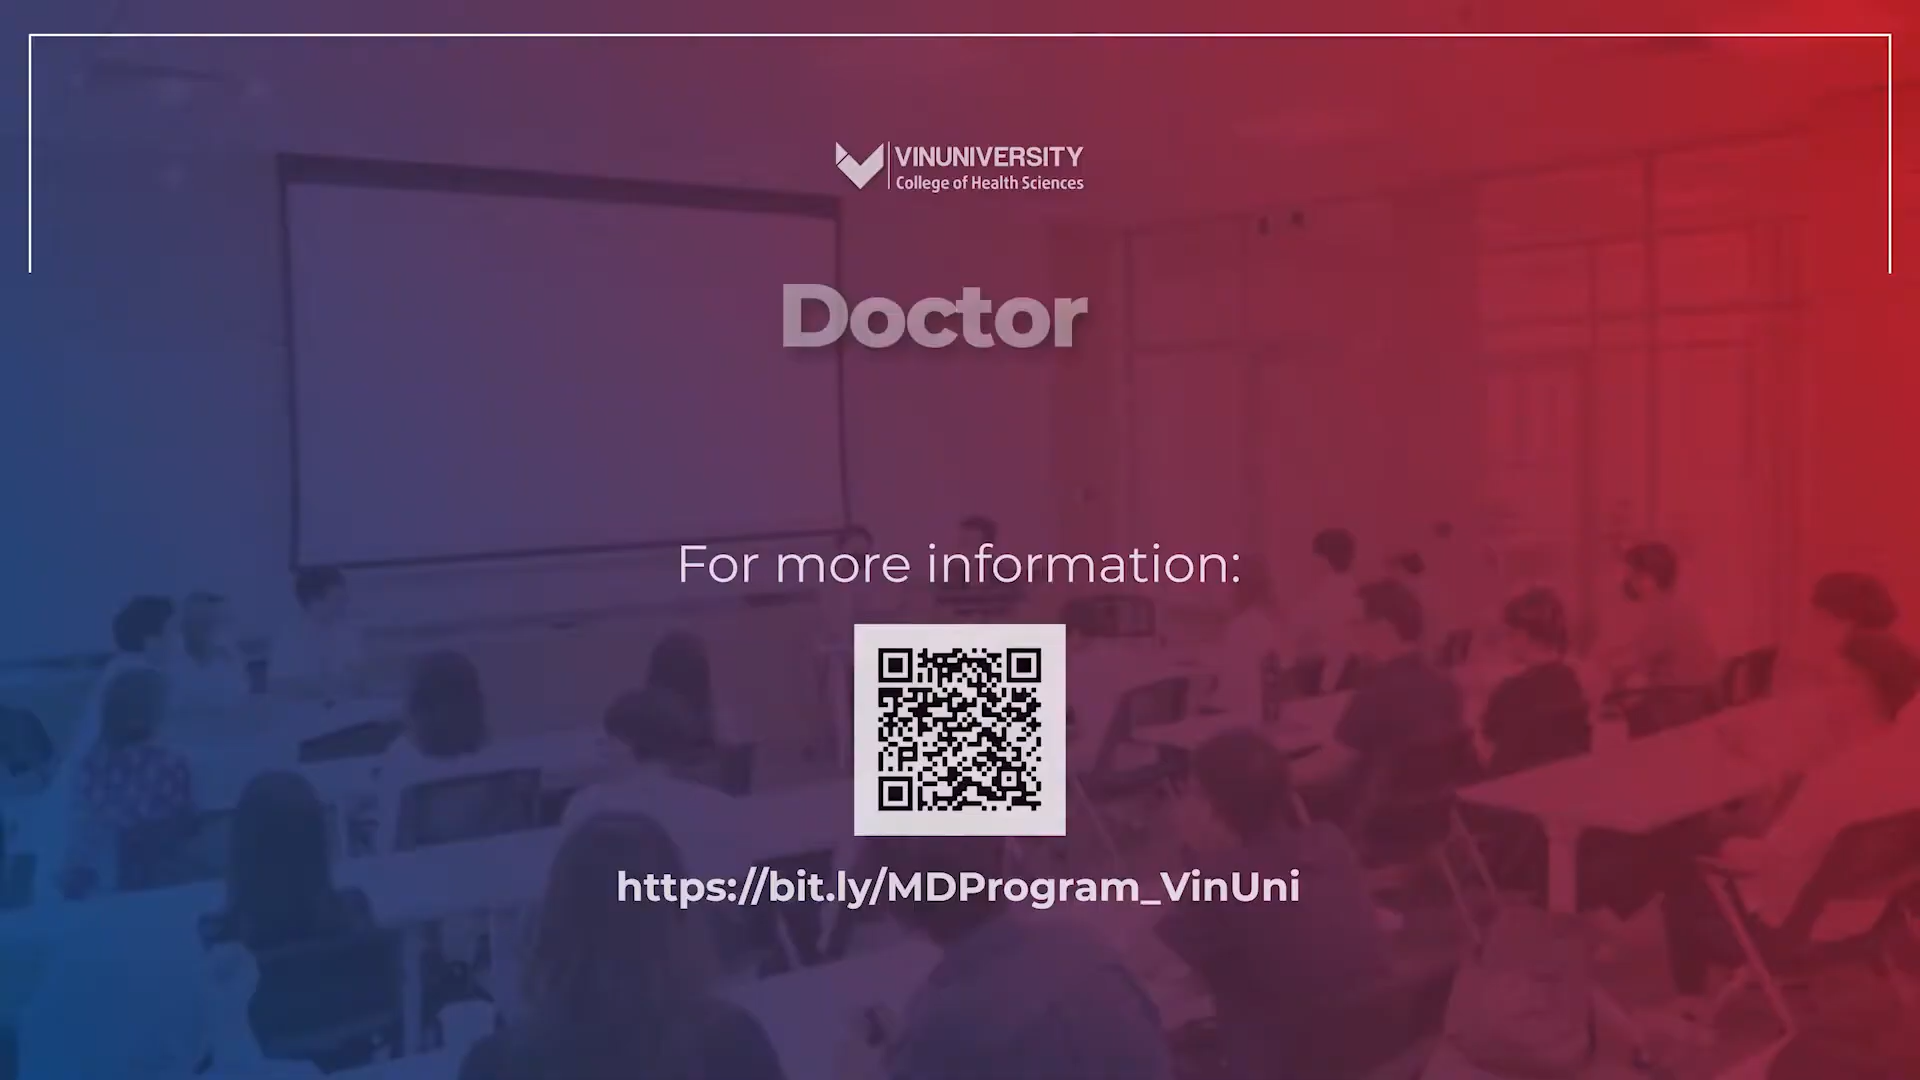 VINUNIVERSITY
College of Health Sciences
Doctor
For more information:
https://bit.ly/MDProgram_VinUni